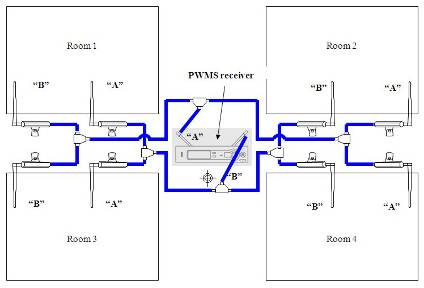 Room 1
Room 2
PWMS receiver
“B”
“A”
“B”
“A”
“A”
“B”
“B”
“A”
“B”
“A”
Room 3
Room 4